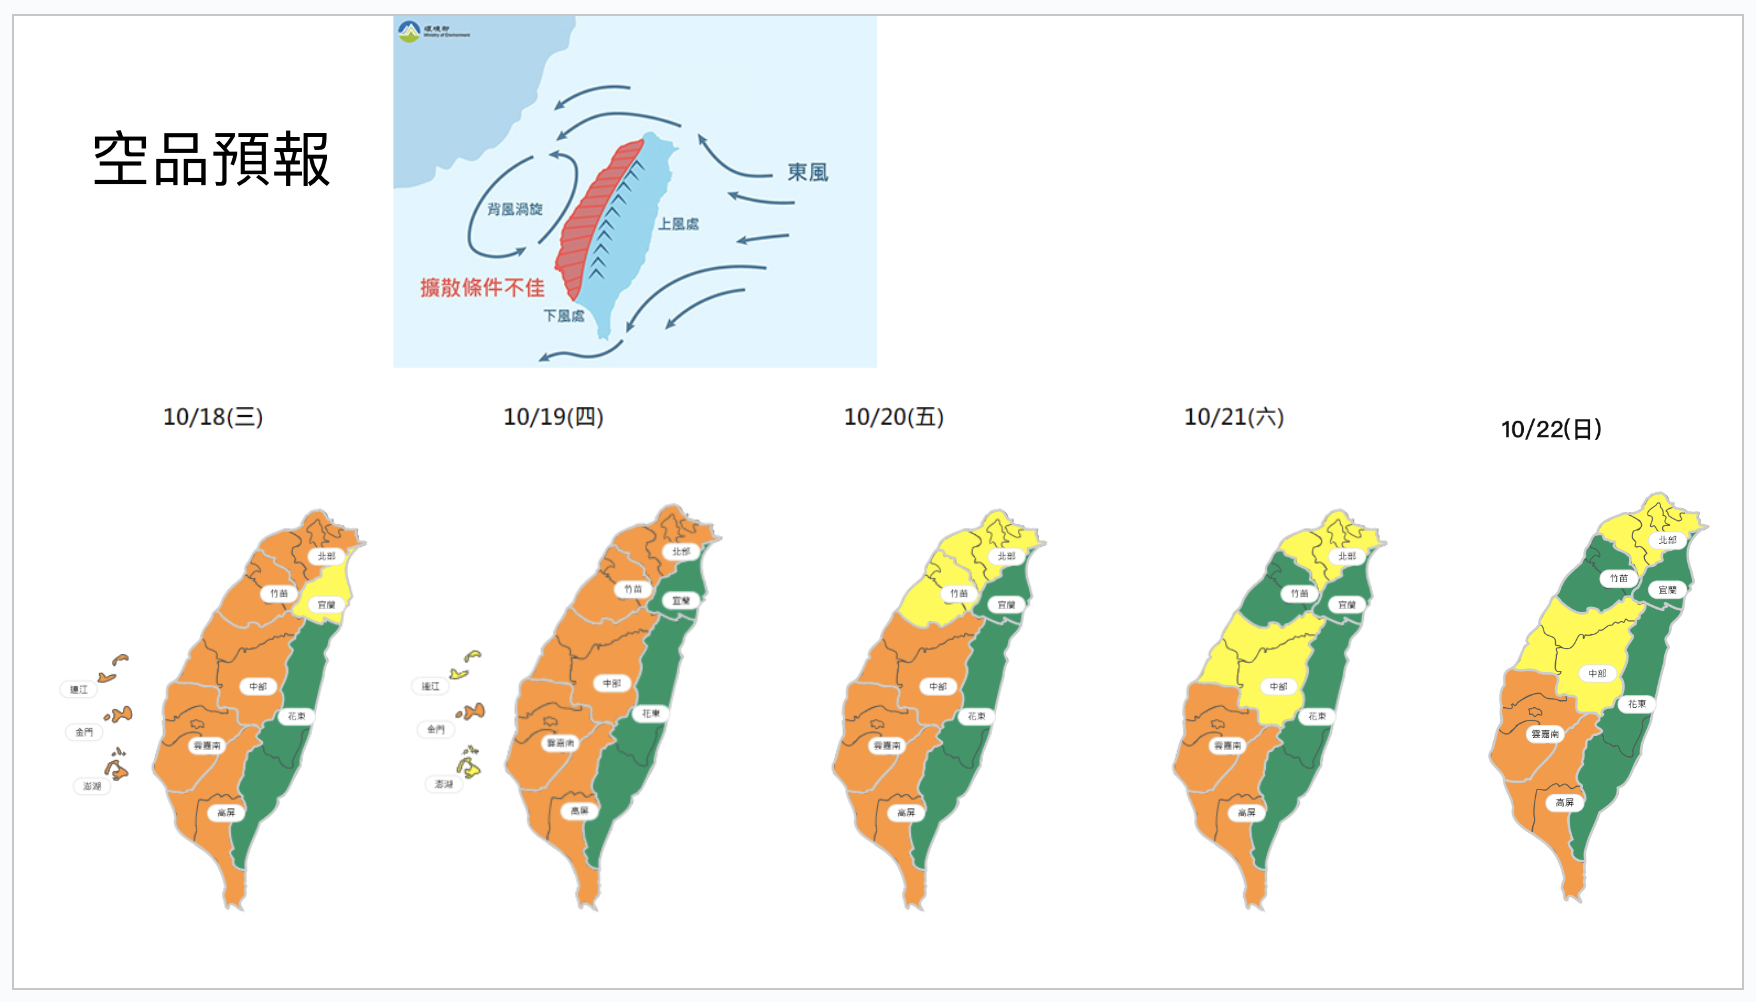 環境部
Ministry of Environment
空品預報
東風
背風渦旋
上風處
擴散條件不佳
下風處
10/18(三)
10/19(四)
10/20(五)
10/21(六)
10/22(日)
北部
竹苗
宜蘭
中部
連江
花東
金門
雲嘉南
澎湖
高屏
北部
竹苗
宜蘭
中部
連江
花東
金門
雲嘉南
澎湖
高屏
北部
竹苗
宜蘭
中部
花東
雲嘉南
高屏
北部
竹苗
宜蘭
中部
花東
雲嘉南
高屏
北部
竹苗
宜蘭
中部
花東
雲嘉南
高屏